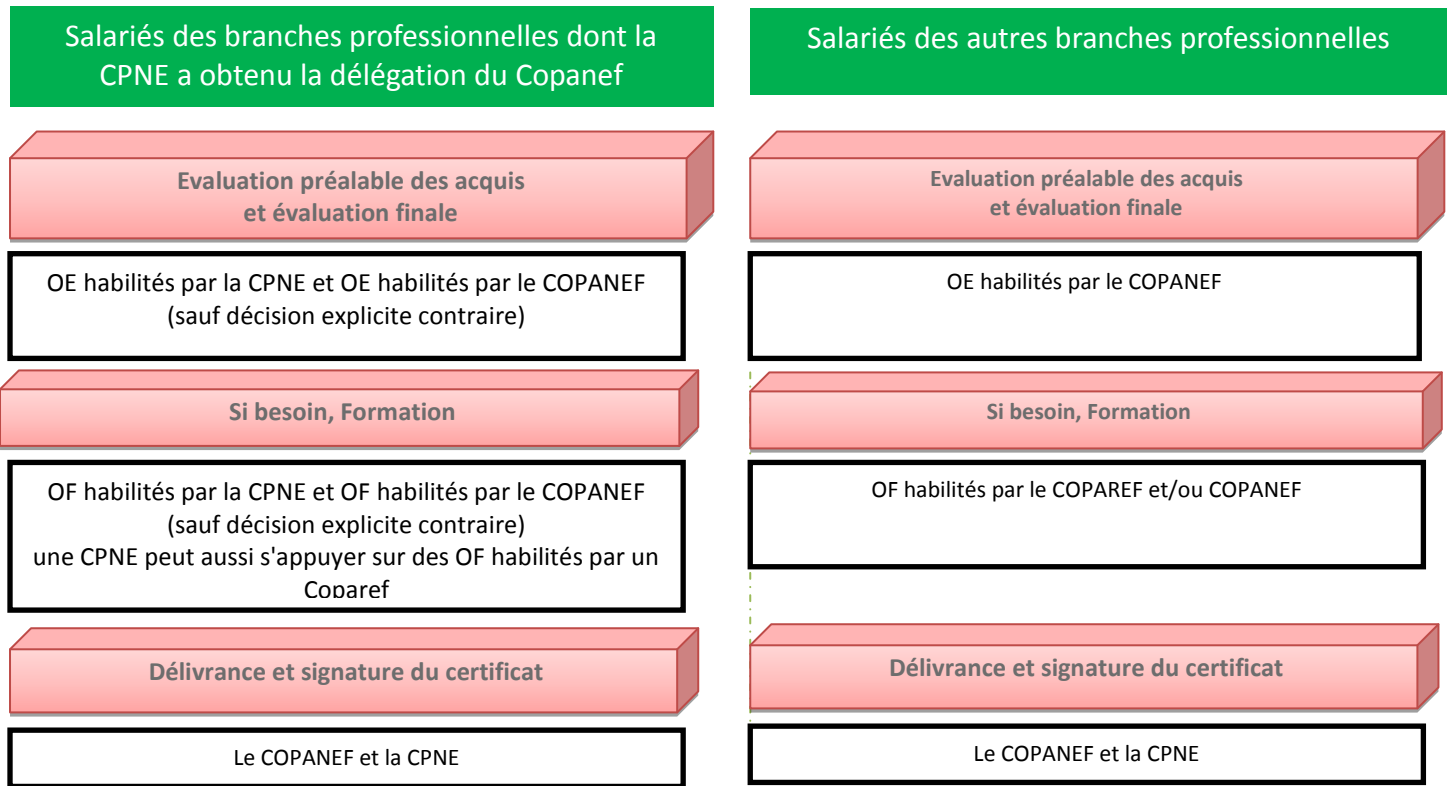 Salariés des branches professionnelles dont la
CPNE a obtenu la délégation du Copanef
Evaluation préalable des acquis
et évaluation finale
OE habilités par la CPNE et OE habilités par le COPANEF
(sauf décision explicite contraire)
Si besoin, Formation
OF habilités par la CPNE et OF habilités par le COPANEF
(sauf décision explicite contraire)
une CPNE peut aussi s'appuyer sur des OF habilités par un
Coparef
Délivrance et signature du certificat
Le COPANEF et la CPNE
Salariés des autres branches professionnelles
Evaluation préalable des acquis
et évaluation finale
OE habilités par le COPANEF
Si besoin, Formation
OF habilités par le COPAREF et/ou COPANEF
Délivrance et signature du certificat
Le COPANEF et la CPNE